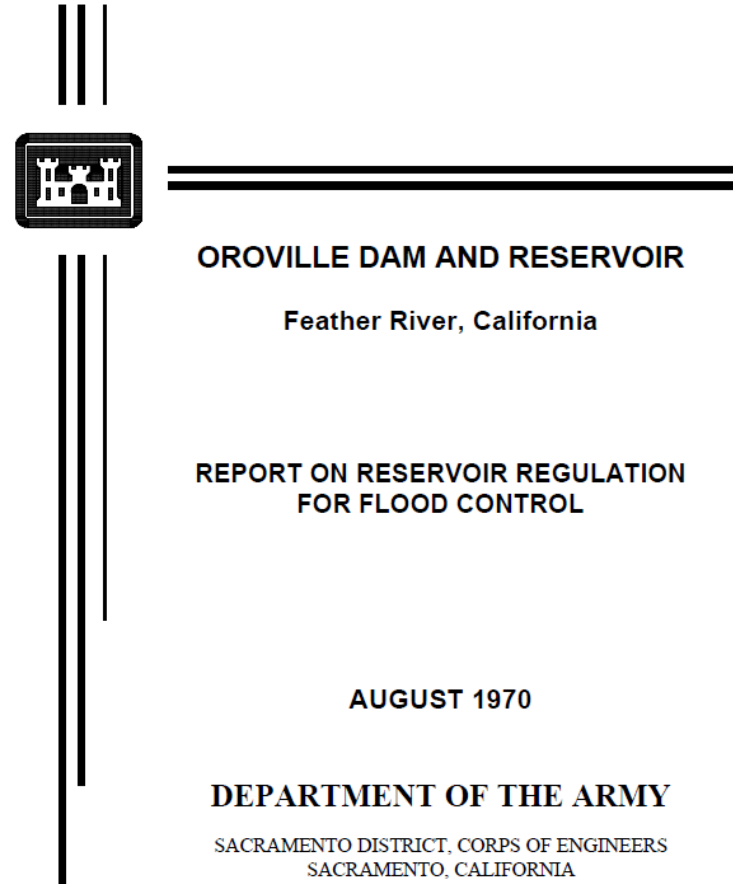 OROVILLE DAM AND RESERVOIR
Feather River, California
REPORT ON RESERVOIR REGULATION
FOR FLOOD CONTROL
AUGUST 1970
DEPARTMENT OF THE ARMY
SACRAMENTO DISTRICT, CORPS OF ENGINEERS
SACRAMENTO, CALIFORNIA